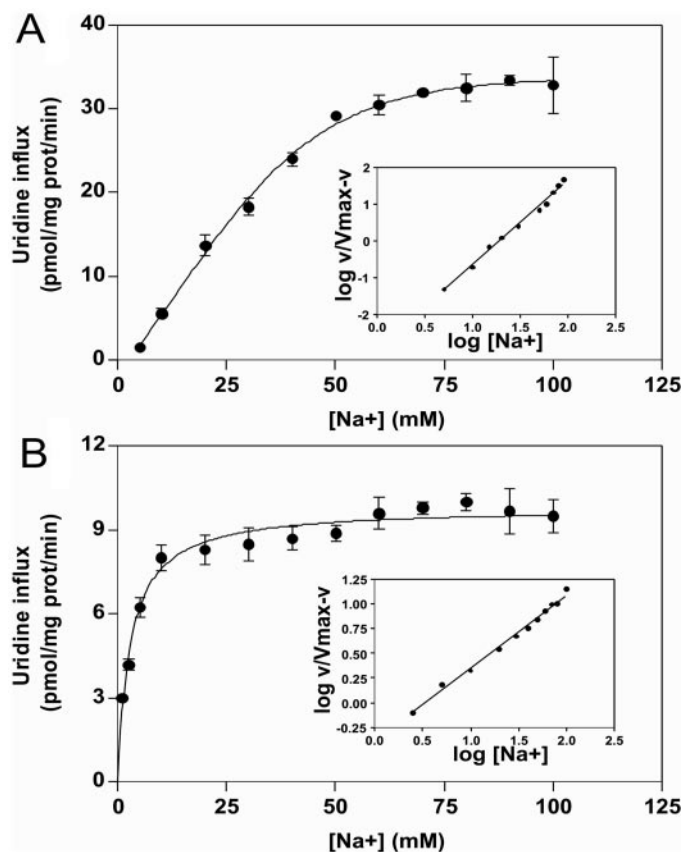 A
Uridine influx
(pmol/mg prot/min)
40
30
20
10
0
0 25 50 75 100 125
[Na+] (mM)
log v/Vmax-v
2
1
0
-1
-2
0.0 0.5 1.0 1.5 2.0 2.5
log [Na+]
B
Uridine influx
(pmol/mg prot/min)
12
9
6
3
0
0 25 50 75 100 125
[Na+] (mM)
log v/Vmax-v
1.25
1.00
0.75
0.50
0.25
0.00
-0.25
0.0 0.5 1.0 1.5 2.0 2.5
log [Na+]